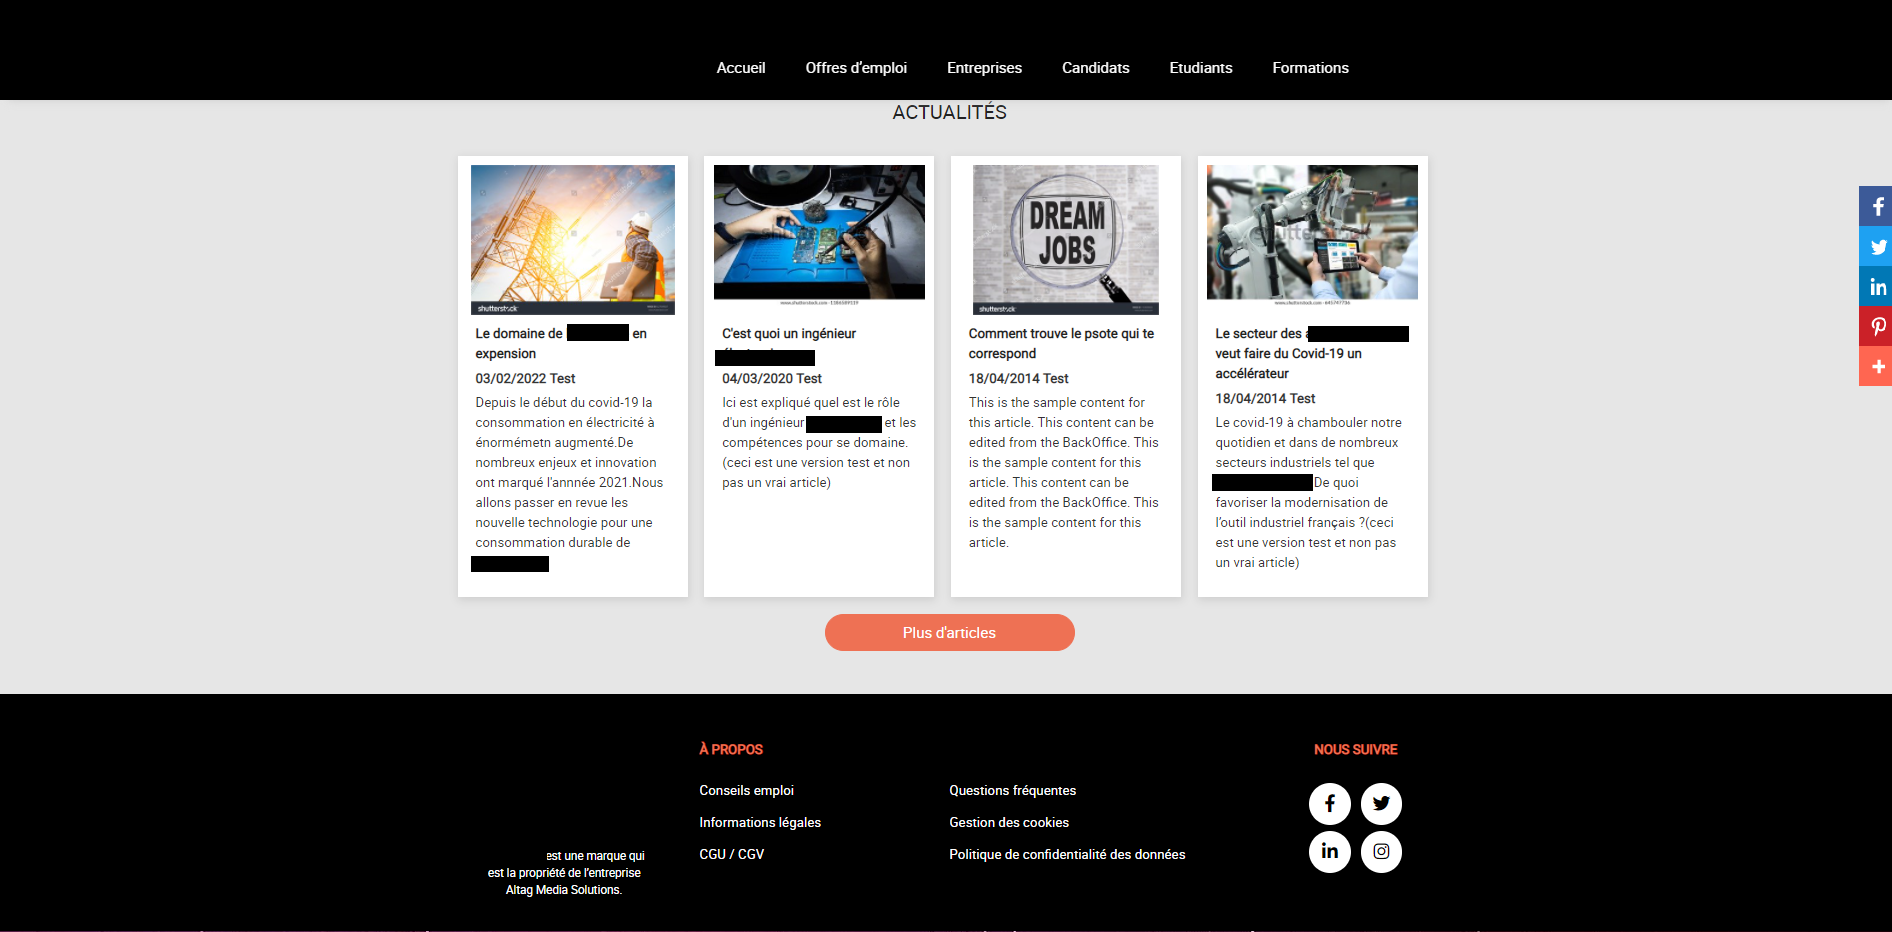 Accueil Offres d’emploi Entreprises Candidats Etudiants Formations
ACTUALITÉS
shutterstock
Le domaine de en
expension
03/02/2022 Test
Depuis le début du covid-19 la
consommation en électricité à
énormémetn augmenté.De
nombreux enjeux et innovation
ont marqué l'annnée 2021.Nous
allons passer en revue les
nouvelle technologie pour une
consommation durable de
shutterstock
C'est quoi un ingénieur
04/03/2020 Test
Ici est expliqué quel est le rôle
d'un ingénieur et les
compétences pour se domaine.
(ceci est une version test et non
pas un vrai article)
DREAM
JOBS
shutterstock
Comment trouve le psote qui te
correspond
18/04/2014 Test
This is the sample content for
this article. This content can be
edited from the BackOffice. This
is the sample content for this
article. This content can be
edited from the BackOffice. This
is the sample content for this
article.
shutterstock
Le secteur des
veut faire du Covid-19 un
accélérateur
18/04/2014 Test
Le covid-19 à chambouler notre
quotidien et dans de nombreux
secteurs industriels tel que
De quoi
favoriser la modernisation de
l’outil industriel français ?(ceci
est une version test et non pas
un vrai article)
Plus d'articles
est une marque qui
est la propriété de l’entreprise
Altag Media Solutions.
À PROPOS
Conseils emploi
Informations légales
CGU / CGV
Questions fréquentes
Gestion des cookies
Politique de confidentialité des données
NOUS SUIVRE